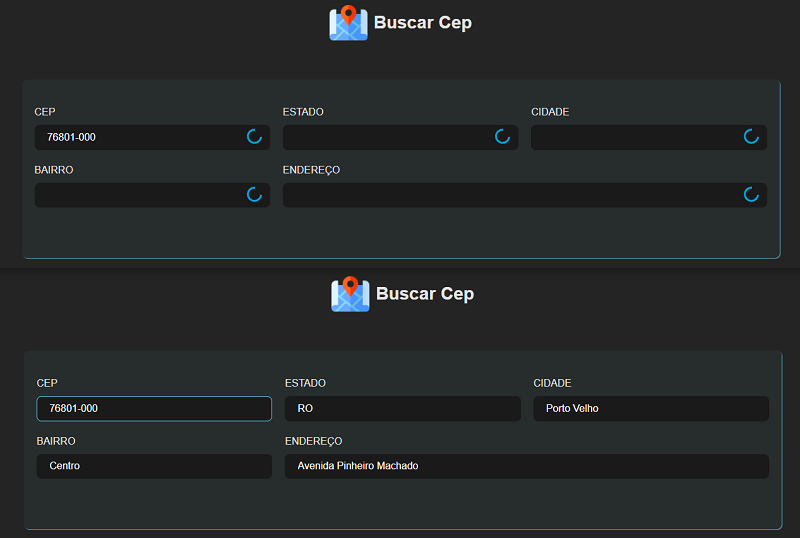 Buscar Cep
CEP ESTADO CIDADE
76801-000
BAIRRO ENDEREÇO
Buscar Cep
CEP ESTADO CIDADE
76801-000 RO Porto Velho
BAIRRO ENDEREÇO
Centro Avenida Pinheiro Machado